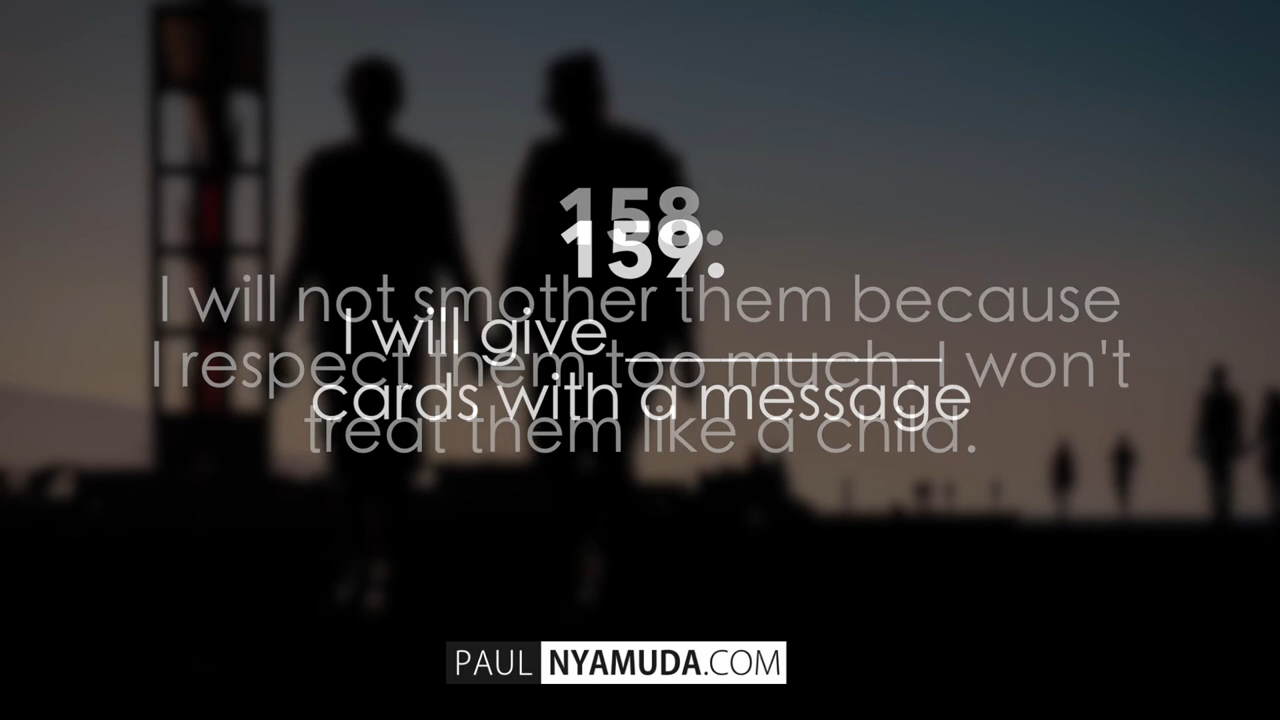 158:
I will not smother them because
I respect them too much. I won't
treat them like a child.
159:
I will give ____________
cards with a message
PAUL NYAMUDA.COM